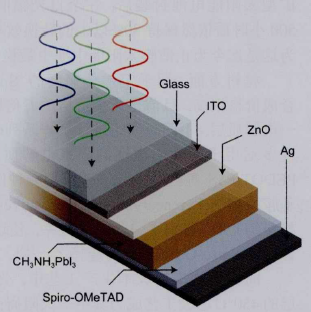 Glass
ITO
ZnO
Ag
CH₃NH₃PbI₃
Spiro-OMeTAD